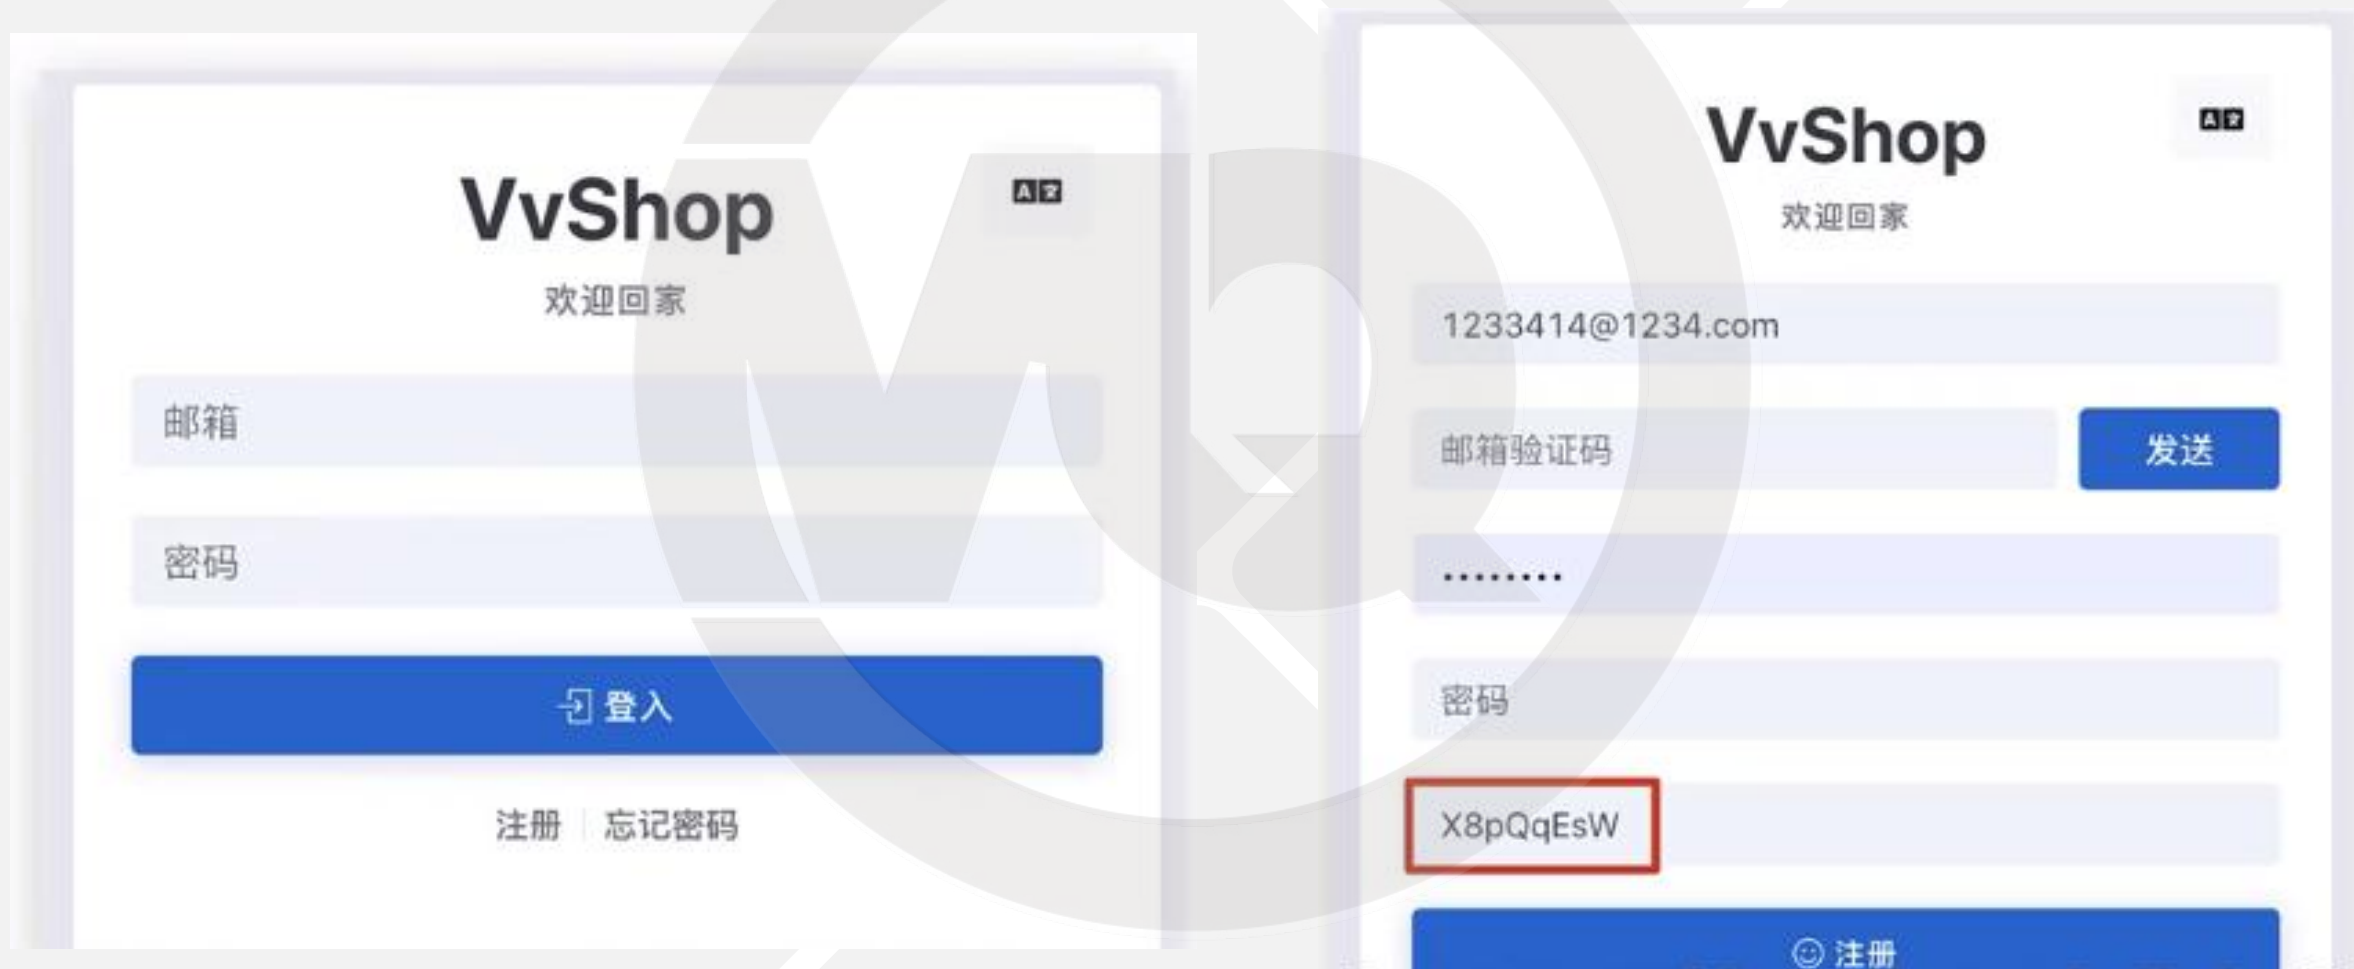 VvShop
欢迎回家
邮箱
密码
登入
注册 忘记密码
VvShop
欢迎回家
1233414@1234.com
邮箱验证码 发送
••••••••
密码
X8pQqEsW
注册